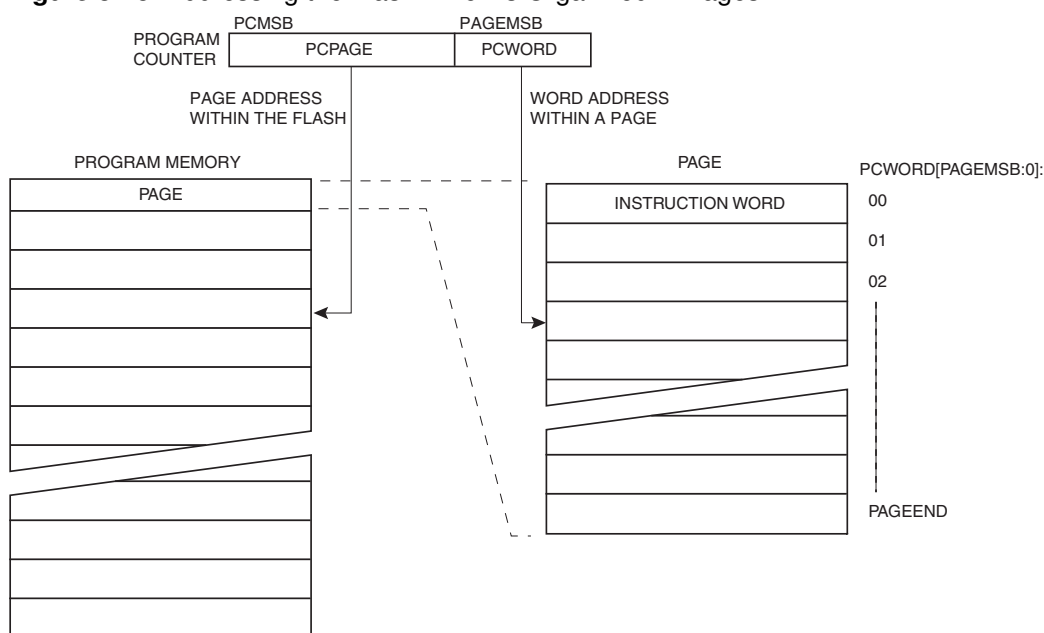 PCMSB PAGEMSB
PROGRAM COUNTER PCPAGE PCWORD
PAGE ADDRESS WITHIN THE FLASH
WORD ADDRESS WITHIN A PAGE
PROGRAM MEMORY
PAGE
PAGE
INSTRUCTION WORD
PCWORD[PAGEMSB:0]:
00
01
02
PAGEEND